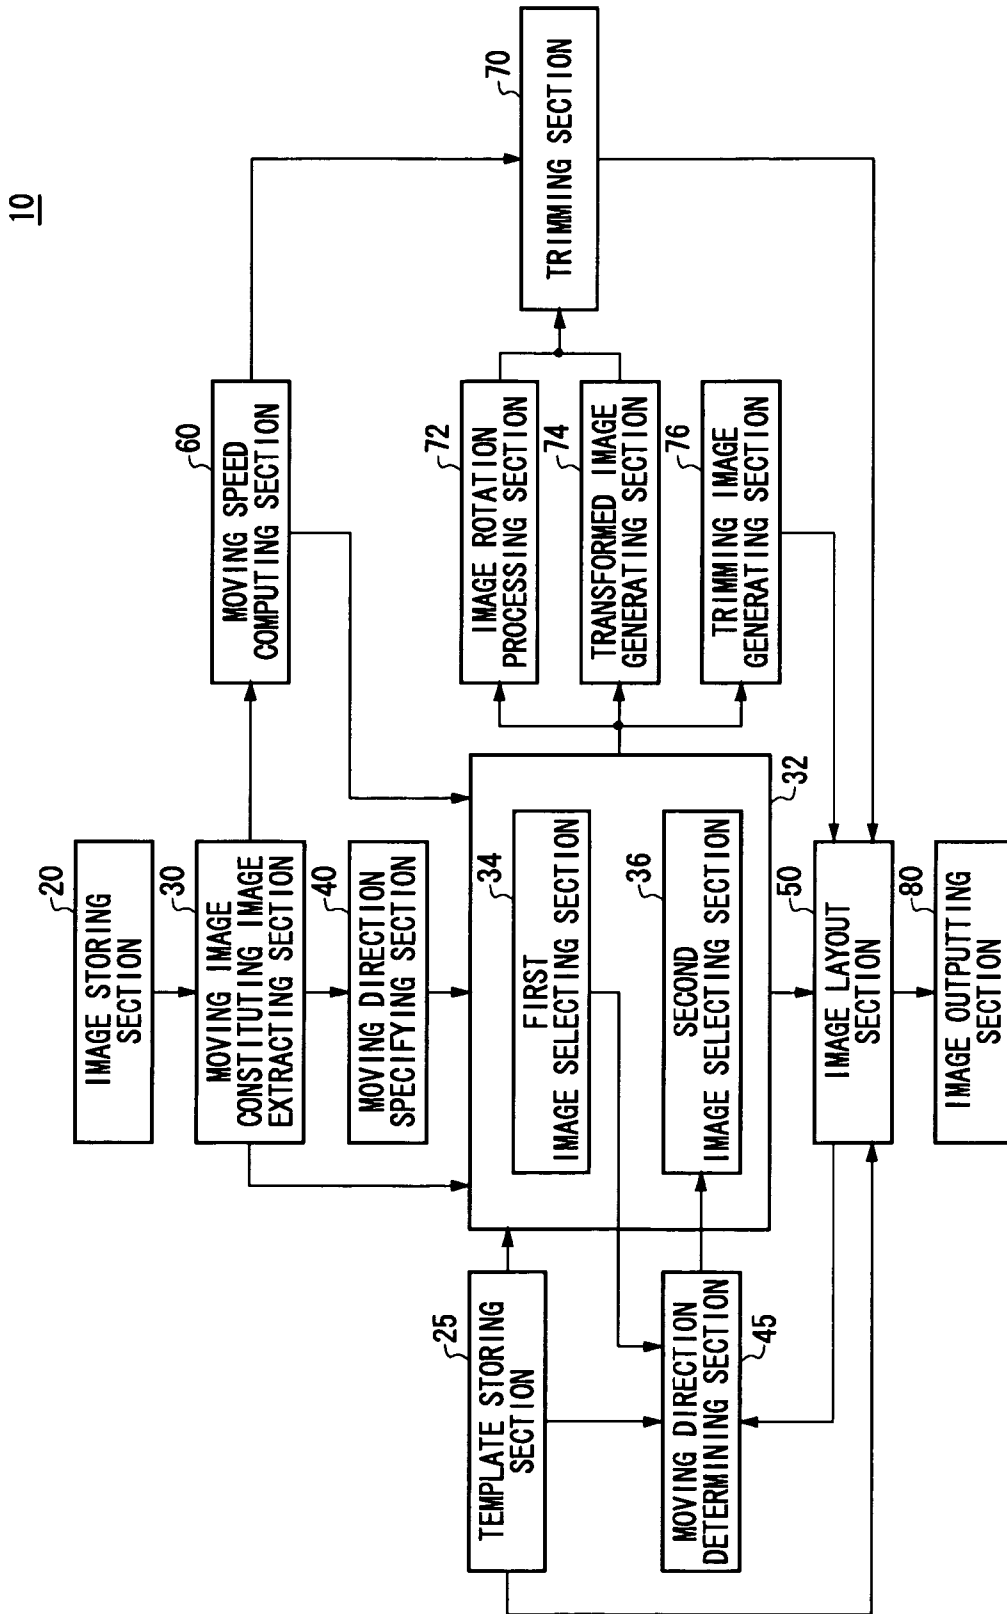 10
20
IMAGE STORING
SECTION
30
MOVING IMAGE
CONSTITUTING IMAGE
EXTRACTING SECTION
60
MOVING SPEED
COMPUTING SECTION
40
MOVING DIRECTION
SPECIFYING SECTION
25
TEMPLATE STORING
SECTION
34
FIRST
IMAGE SELECTING SECTION
72
IMAGE ROTATION
PROCESSING SECTION
70
TRIMMING SECTION
74
TRANSFORMED IMAGE
GENERATING SECTION
45
MOVING DIRECTION
DETERMINING SECTION
36
SECOND
IMAGE SELECTING SECTION
32
76
TRIMMING IMAGE
GENERATING SECTION
50
IMAGE LAYOUT
SECTION
80
IMAGE OUTPUTTING
SECTION